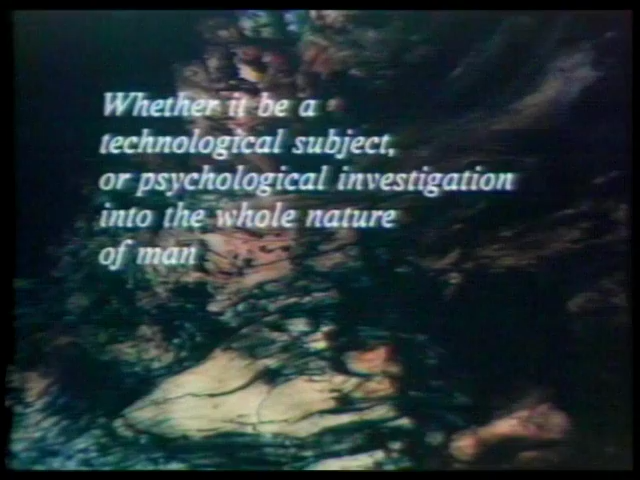 Whether it be a
technological subject,
or psychological investigation
into the whole nature
of man